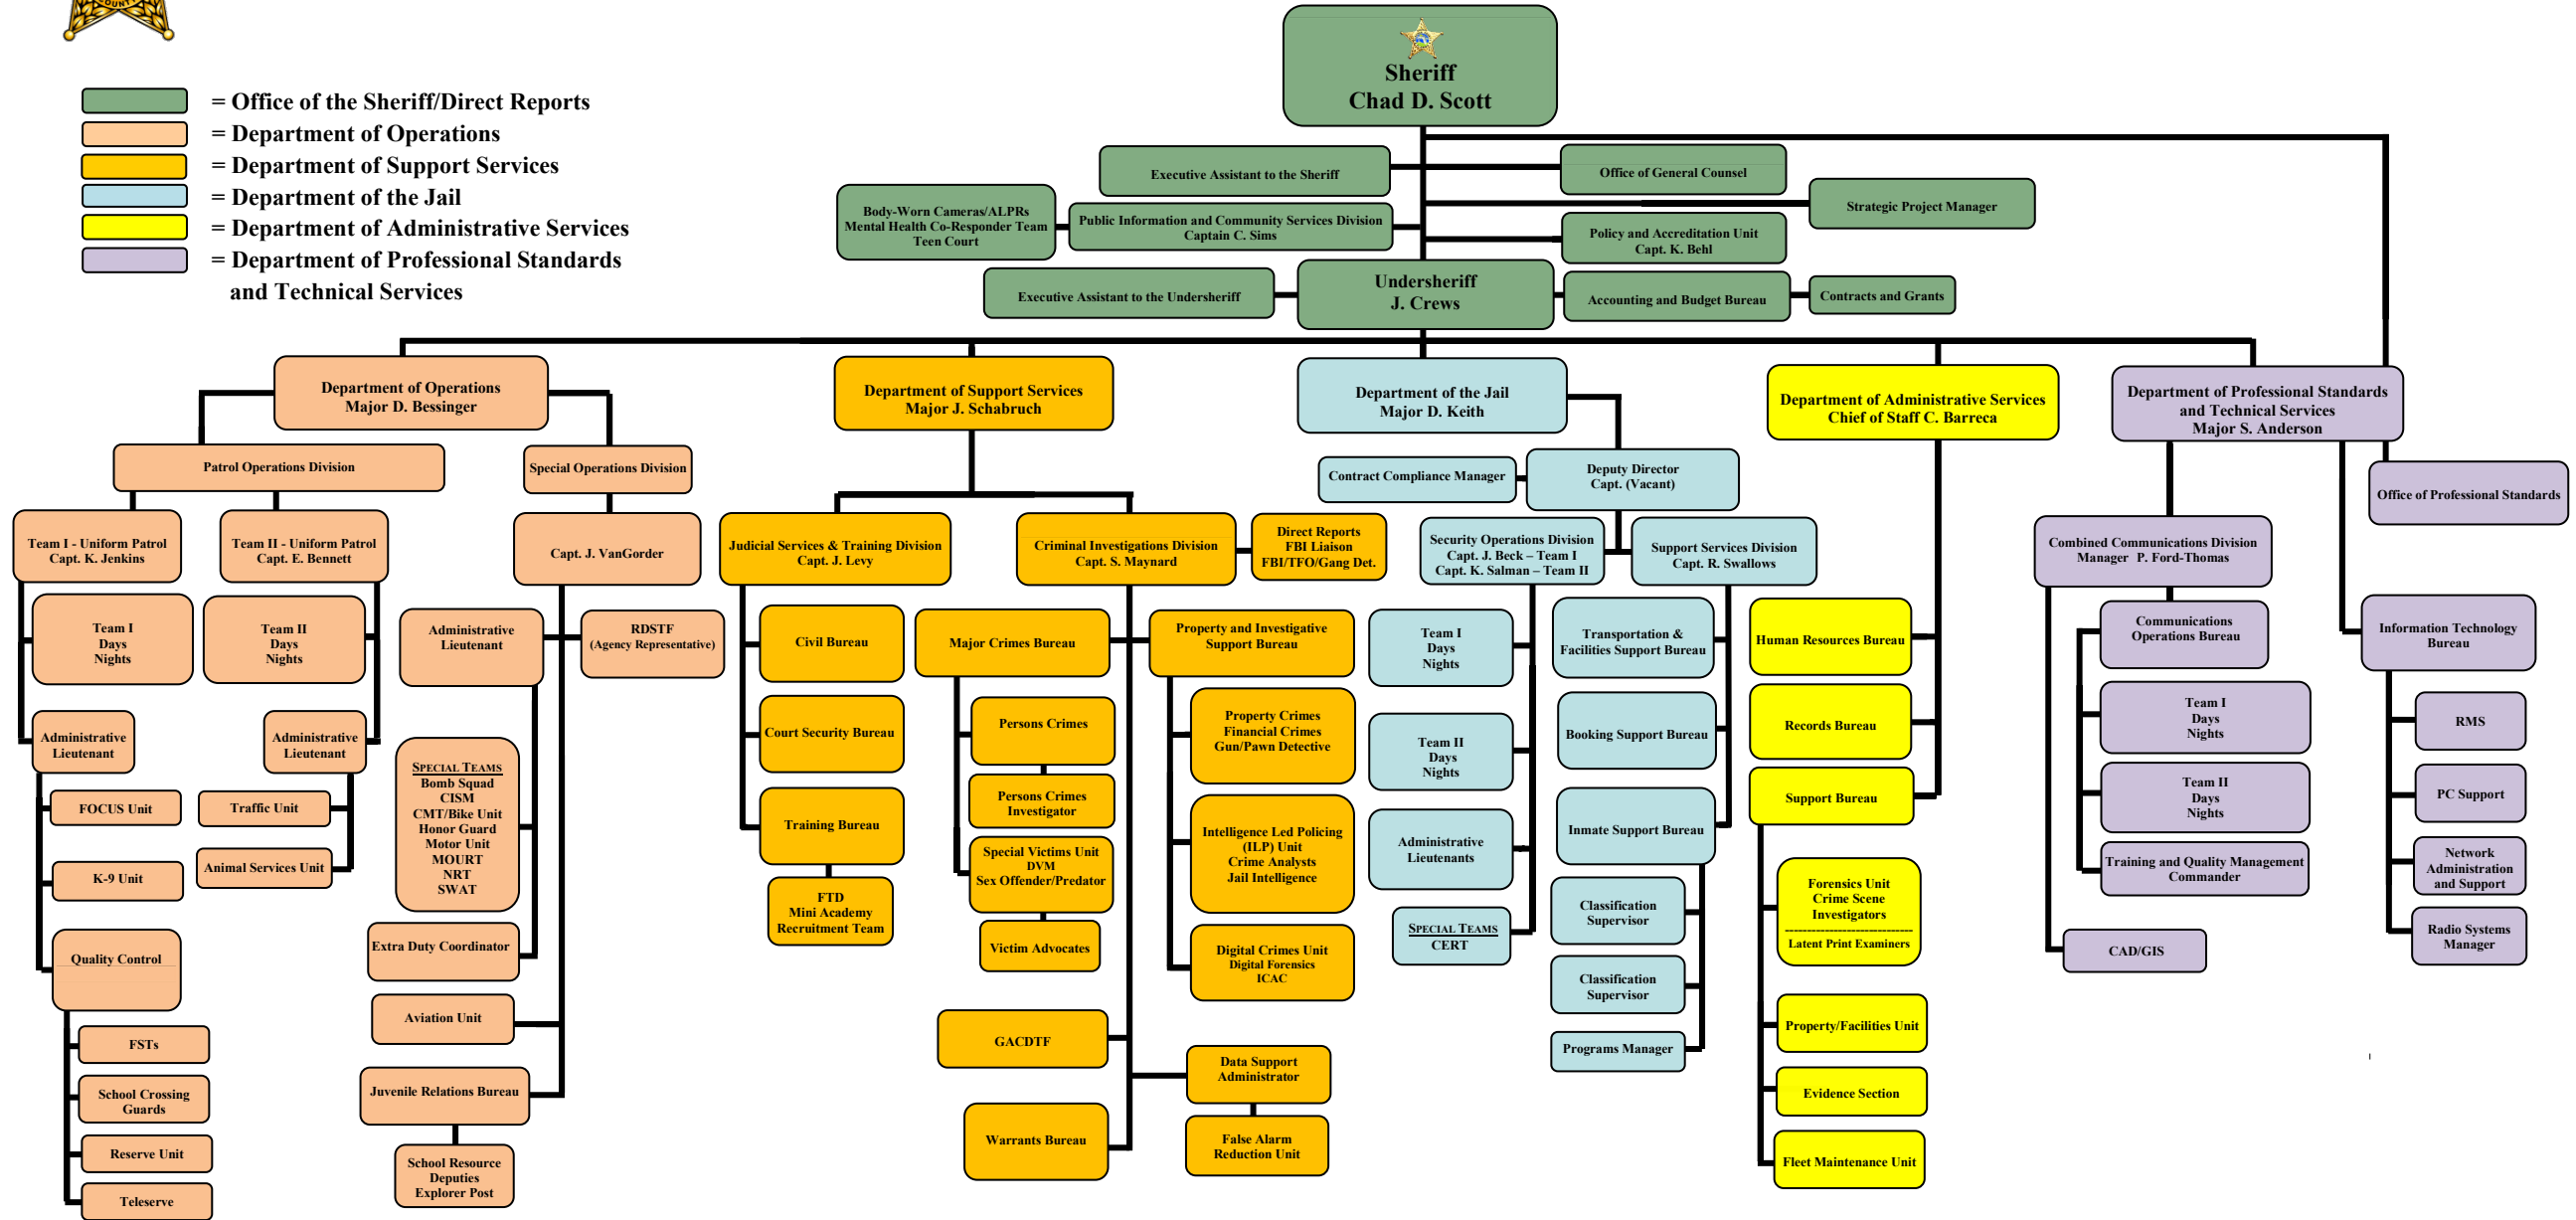 COUNTY
Sheriff
Chad D. Scott
= Office of the Sheriff/Direct Reports
= Department of Operations
= Department of Support Services
= Department of the Jail
= Department of Administrative Services
= Department of Professional Standards
and Technical Services
Executive Assistant to the Sheriff
Office of General Counsel
Strategic Project Manager
Body-Worn Cameras/ALPRs
Mental Health Co-Responder Team
Teen Court
Public Information and Community Services Division
Captain C. Sims
Policy and Accreditation Unit
Capt. K. Behl
Undersheriff
J. Crews
Executive Assistant to the Undersheriff
Accounting and Budget Bureau
Contracts and Grants
Department of Operations
Major D. Bessinger
Patrol Operations Division
Special Operations Division
Team I - Uniform Patrol
Capt. K. Jenkins
Team II - Uniform Patrol
Capt. E. Bennett
Capt. J. VanGorder
Team I
Days
Nights
Team II
Days
Nights
Administrative
Lieutenant
RDSTF
(Agency Representative)
Administrative
Lieutenant
Administrative
Lieutenant
FOCUS Unit
K-9 Unit
Quality Control
FSTs
School Crossing
Guards
Reserve Unit
Teleserve
Traffic Unit
Animal Services Unit
SPECIAL TEAMS
Bomb Squad
CISM
CMT/Bike Unit
Honor Guard
Motor Unit
MOURT
NRT
SWAT
Extra Duty Coordinator
Aviation Unit
Juvenile Relations Bureau
School Resource
Deputies
Explorer Post
Department of Support Services
Major J. Schabruch
Judicial Services & Training Division
Capt. J. Levy
Criminal Investigations Division
Capt. S. Maynard
Direct Reports
FBI Liaison
FBI/TFO/Gang Det.
Civil Bureau
Court Security Bureau
Training Bureau
FTD
Mini Academy
Recruitment Team
Major Crimes Bureau
Persons Crimes
Persons Crimes
Investigator
Special Victims Unit
DVM
Sex Offender/Predator
Victim Advocates
Property and Investigative
Support Bureau
Property Crimes
Financial Crimes
Gun/Pawn Detective
Intelligence Led Policing
(ILP) Unit
Crime Analysts
Jail Intelligence
Digital Crimes Unit
Digital Forensics
ICAC
GACDTF
Data Support
Administrator
Warrants Bureau
False Alarm
Reduction Unit
Department of the Jail
Major D. Keith
Contract Compliance Manager
Deputy Director
Capt. (Vacant)
Security Operations Division
Capt. J. Beck – Team I
Capt. K. Salman – Team II
Support Services Division
Capt. R. Swallows
Team I
Days
Nights
Team II
Days
Nights
Administrative
Lieutenants
SPECIAL TEAMS
CERT
Transportation &
Facilities Support Bureau
Booking Support Bureau
Inmate Support Bureau
Classification
Supervisor
Classification
Supervisor
Programs Manager
Department of Administrative Services
Chief of Staff C. Barreca
Human Resources Bureau
Records Bureau
Support Bureau
Forensics Unit
Crime Scene
Investigators
Latent Print Examiners
Property/Facilities Unit
Evidence Section
Fleet Maintenance Unit
Department of Professional Standards
and Technical Services
Major S. Anderson
Office of Professional Standards
Combined Communications Division
Manager P. Ford-Thomas
Communications
Operations Bureau
Team I
Days
Nights
Team II
Days
Nights
Training and Quality Management
Commander
CAD/GIS
Information Technology
Bureau
RMS
PC Support
Network
Administration
and Support
Radio Systems
Manager